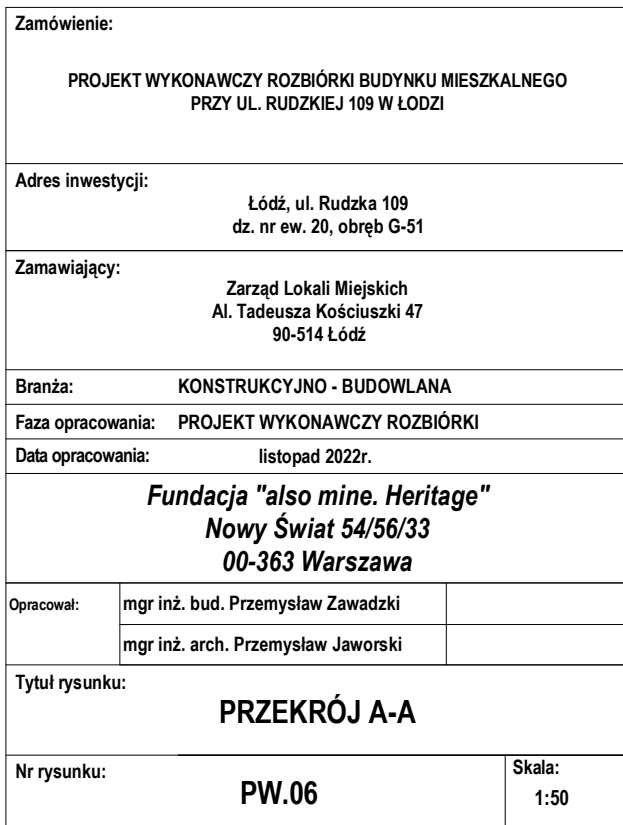 Zamówienie:
PROJEKT WYKONAWCZY ROZBIÓRKI BUDYNKU MIESZKALNEGO
PRZY UL. RUDZKIEJ 109 W ŁODZI
Adres inwestycji:
Łódź, ul. Rudzka 109
dz. nr ew. 20, obręb G-51
Zamawiający:
Zarząd Lokali Miejskich
Al. Tadeusza Kościuszki 47
90-514 Łódź
Branża: KONSTRUKCYJNO - BUDOWLANA
Faza opracowania: PROJEKT WYKONAWCZY ROZBIÓRKI
Data opracowania: listopad 2022r.
Fundacja "also mine. Heritage"
Nowy Świat 54/56/33
00-363 Warszawa
Opracował: mgr inż. bud. Przemysław Zawadzki
mgr inż. arch. Przemysław Jaworski
Tytuł rysunku:
PRZEKRÓJ A-A
Nr rysunku: PW.06
Skala:
1:50